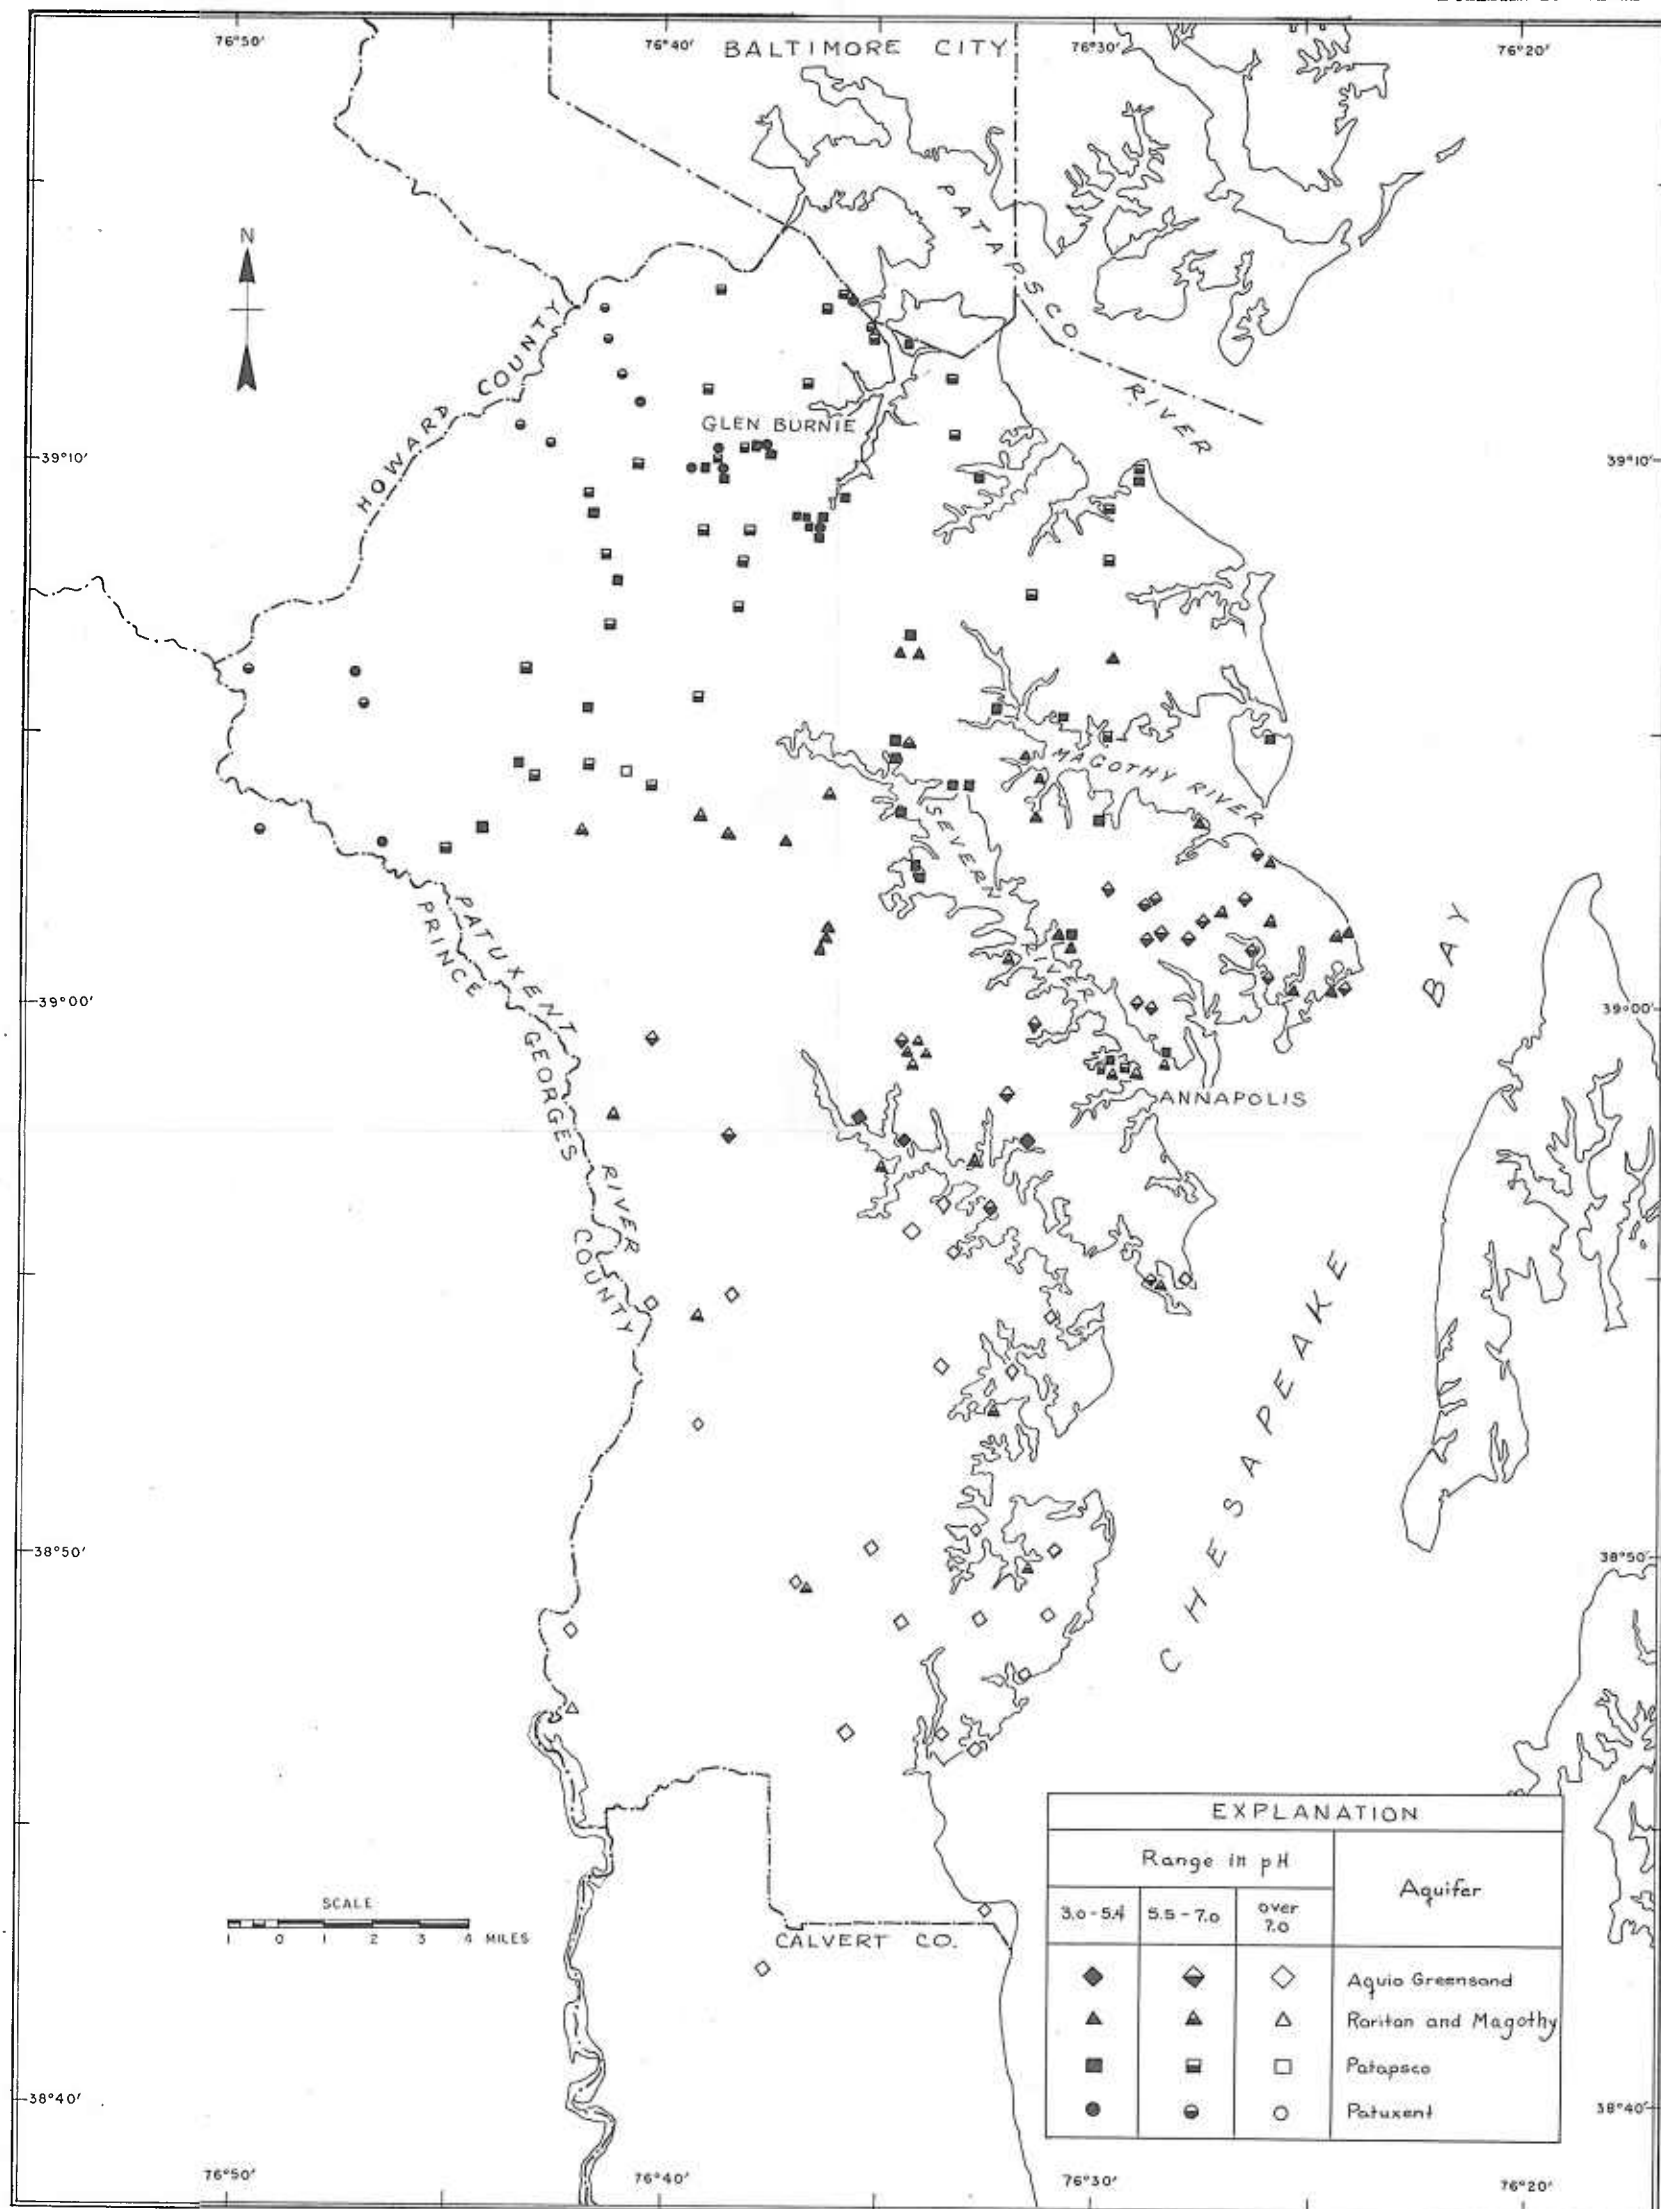 76°50'
76°40'
BALTIMORE CITY
76°30'
76°20'
PATAPSCO
RIVER
N
HOWARD COUNTY
GLEN BURNIE
39°10'
39°10'
MAGOTHY RIVER
SEVERN
RIVER
PATUXENT
RIVER
PRINCE
GEORGES
COUNTY
39°00'
39°00'
ANNAPOLIS
CHESAPEAKE
BAY
38°50'
38°50'
SCALE
1 0 1 2 3 4 MILES
CALVERT CO.
EXPLANATION
Range in pH
Aquifer
3.0-5.4
5.5-7.0
over
7.0
Aquia Greensand
Raritan and Magothy
Patapsco
Patuxent
38°40'
38°40'
76°50'
76°40'
76°30'
76°20'